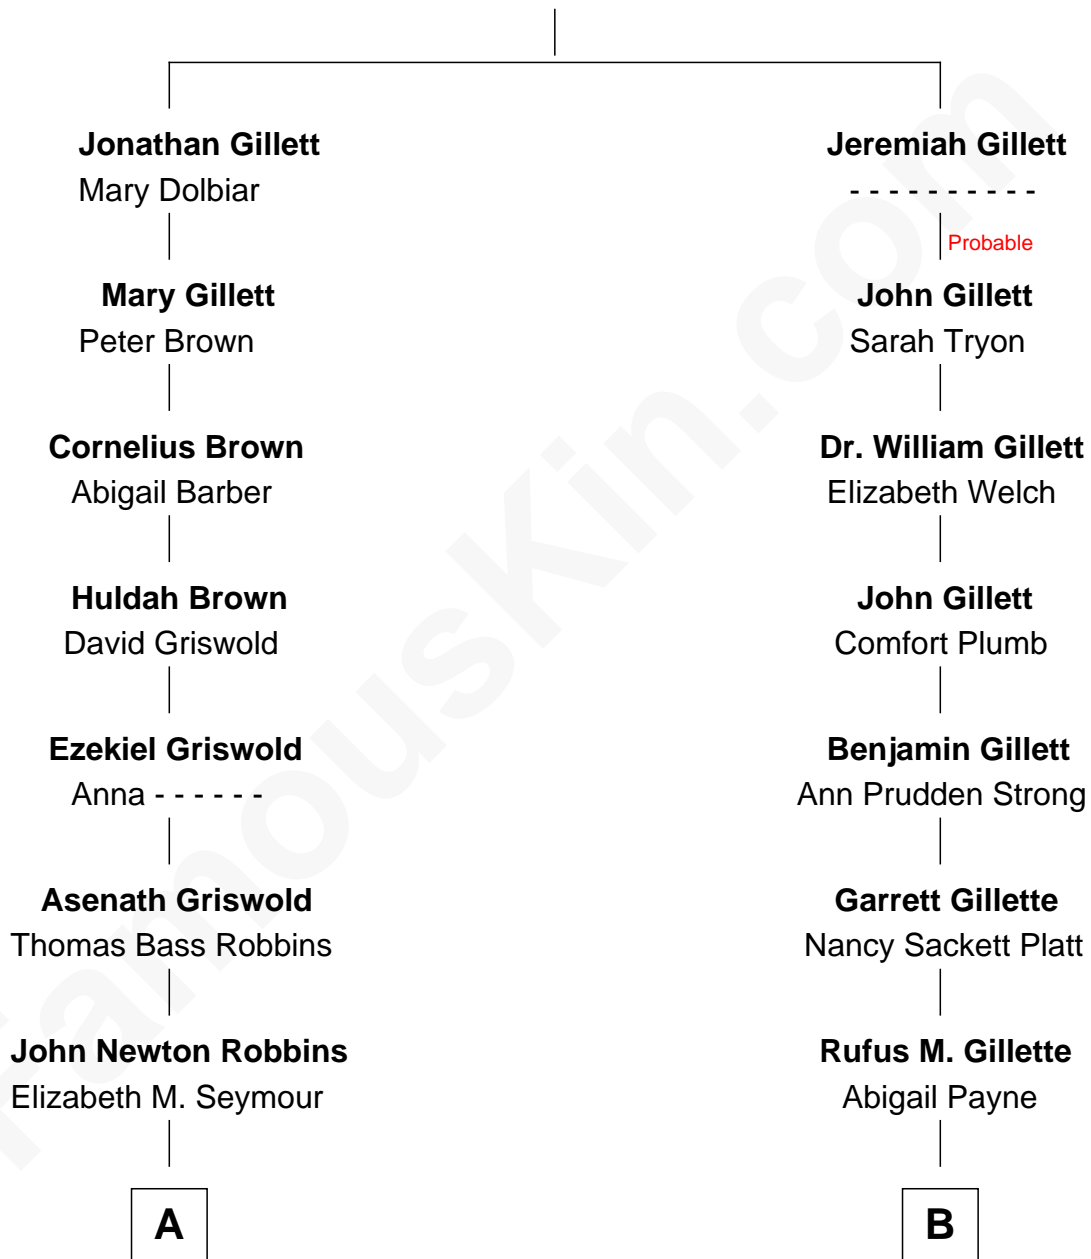 Jonathan Gillett
Mary Dolbiar
Mary Gillett
Peter Brown
Cornelius Brown
Abigail Barber
Huldah Brown
David Griswold
Ezekiel Griswold
Anna - - - - - -
Asenath Griswold
Thomas Bass Robbins
John Newton Robbins
Elizabeth M. Seymour
A
Jeremiah Gillett
- - - - - - - - - -
Probable
John Gillett
Sarah Tryon
Dr. William Gillett
Elizabeth Welch
John Gillett
Comfort Plumb
Benjamin Gillett
Ann Prudden Strong
Garrett Gillette
Nancy Sackett Platt
Rufus M. Gillette
Abigail Payne
B
FamousKin.com